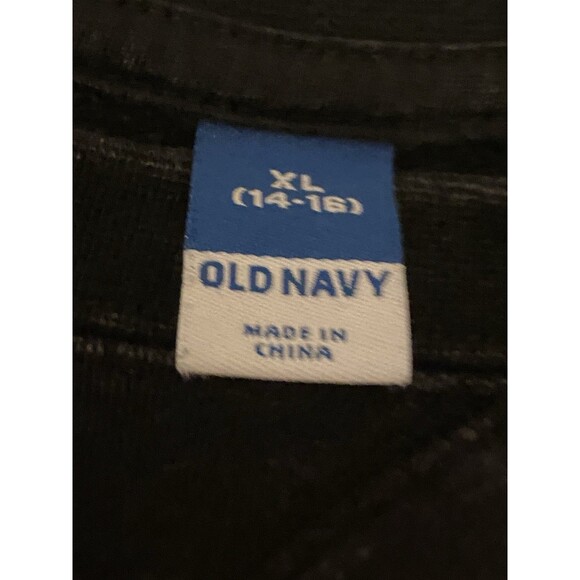 XL
(14-16)
OLD NAVY
MADE IN
CHINA